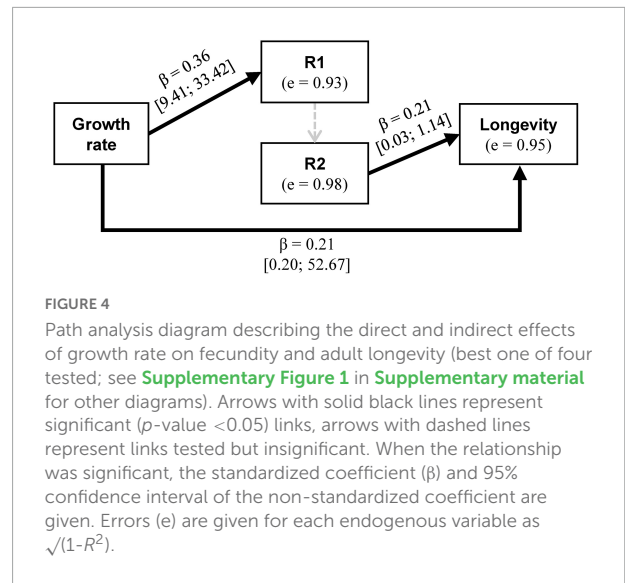 β = 0.36
[9.41; 33.42]
R1
(e = 0.93)
Growth
rate
R2
(e = 0.98)
β = 0.21
[0.03; 1.14]
Longevity
(e = 0.95)
β = 0.21
[0.20; 52.67]
FIGURE 4
Path analysis diagram describing the direct and indirect effects
of growth rate on fecundity and adult longevity (best one of four
tested; see Supplementary Figure 1 in Supplementary material
for other diagrams). Arrows with solid black lines represent
significant (p-value <0.05) links, arrows with dashed lines
represent links tested but insignificant. When the relationship
was significant, the standardized coefficient (β) and 95%
confidence interval of the non-standardized coefficient are
given. Errors (e) are given for each endogenous variable as
√(1-R²).